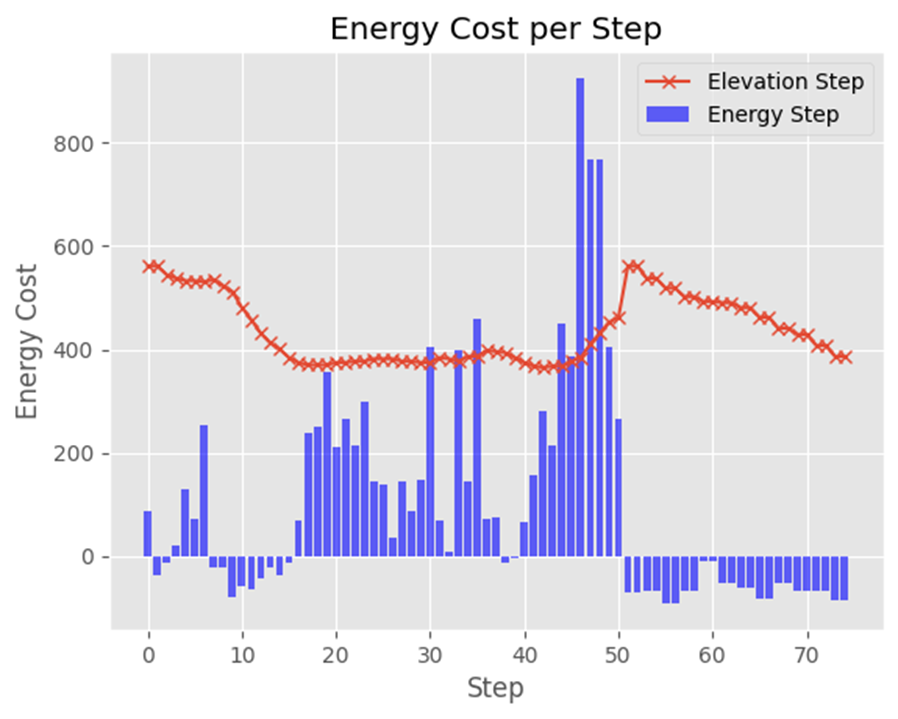 Energy Cost per Step
Elevation Step
Energy Step
Energy Cost
800
600
400
200
0
0 10 20 30 40 50 60 70
Step